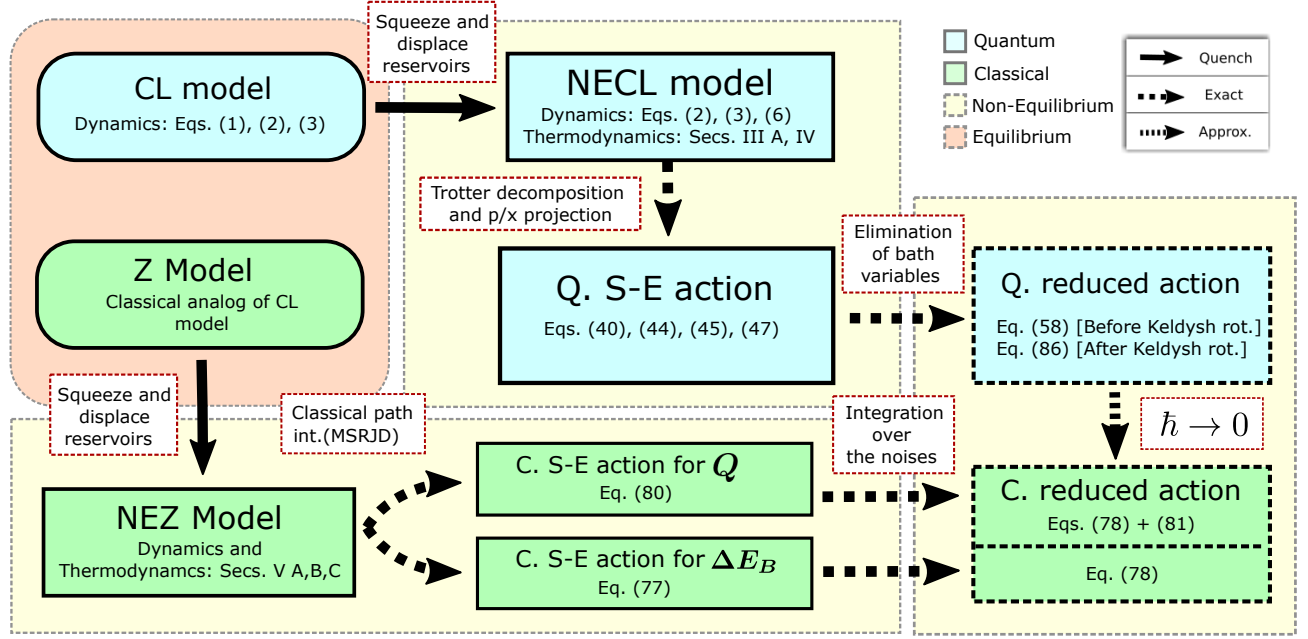 Squeeze and
displace
reservoirs
CL model
Dynamics: Eqs. (1), (2), (3)
NECL model
Dynamics: Eqs. (2), (3), (6)
Thermodynamics: Secs. III A, IV
Quantum
Classical
Non-Equilibrium
Equilibrium
Quench
Exact
Approx.
Trotter decomposition
and p/x projection
Z Model
Classical analog of CL
model
Q. S-E action
Eqs. (40), (44), (45), (47)
Elimination
of bath
variables
Q. reduced action
Eq. (58) [Before Keldysh rot.]
Eq. (86) [After Keldysh rot.]
Squeeze and
displace
reservoirs
Classical path
int.(MSRJD)
Integration
over
the noises
ℏ → 0
NEZ Model
Dynamics and
Thermodynamcs: Secs. V A,B,C
C. S-E action for Q
Eq. (80)
C. S-E action for ΔE_B
Eq. (77)
C. reduced action
Eqs. (78) + (81)
Eq. (78)